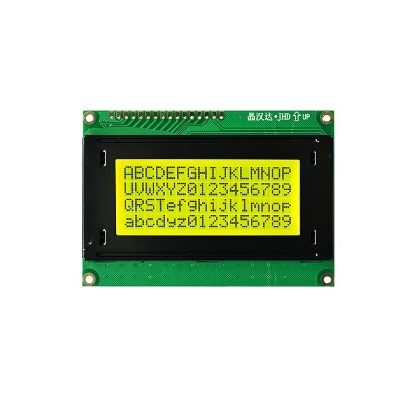 晶汉达·JHD UP
ABCDEFGHIJKLMNOP
UVWXYZ0123456789
QRSTefghijklmnop
abcdyz0123456789